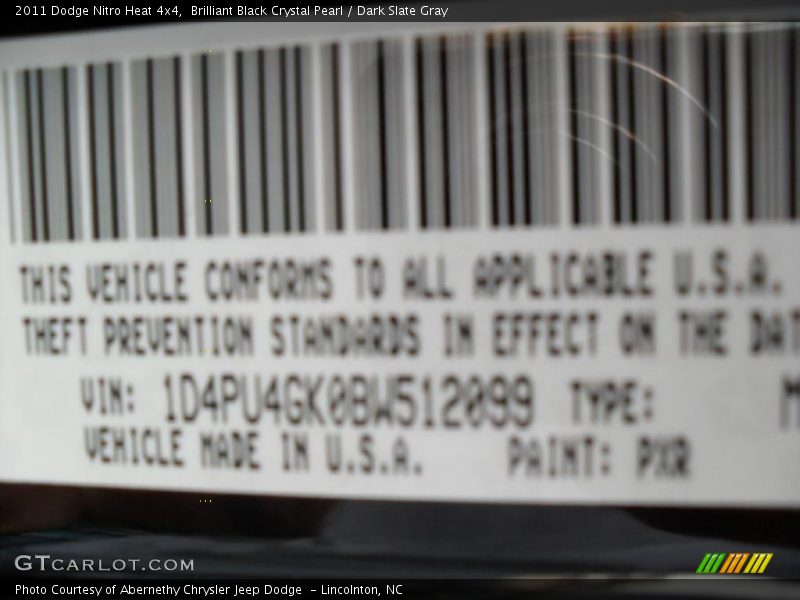 2011 Dodge Nitro Heat 4x4, Brilliant Black Crystal Pearl / Dark Slate Gray
THIS VEHICLE CONFORMS TO ALL APPLICABLE U.S.A.
THEFT PREVENTION STANDARDS IN EFFECT ON THE DAT
VIN: 1D4PU4GK0BW512099 TYPE: M
VEHICLE MADE IN U.S.A. PAINT: PXR
GTCARLOT.COM
Photo Courtesy of Abernethy Chrysler Jeep Dodge - Lincolnton, NC